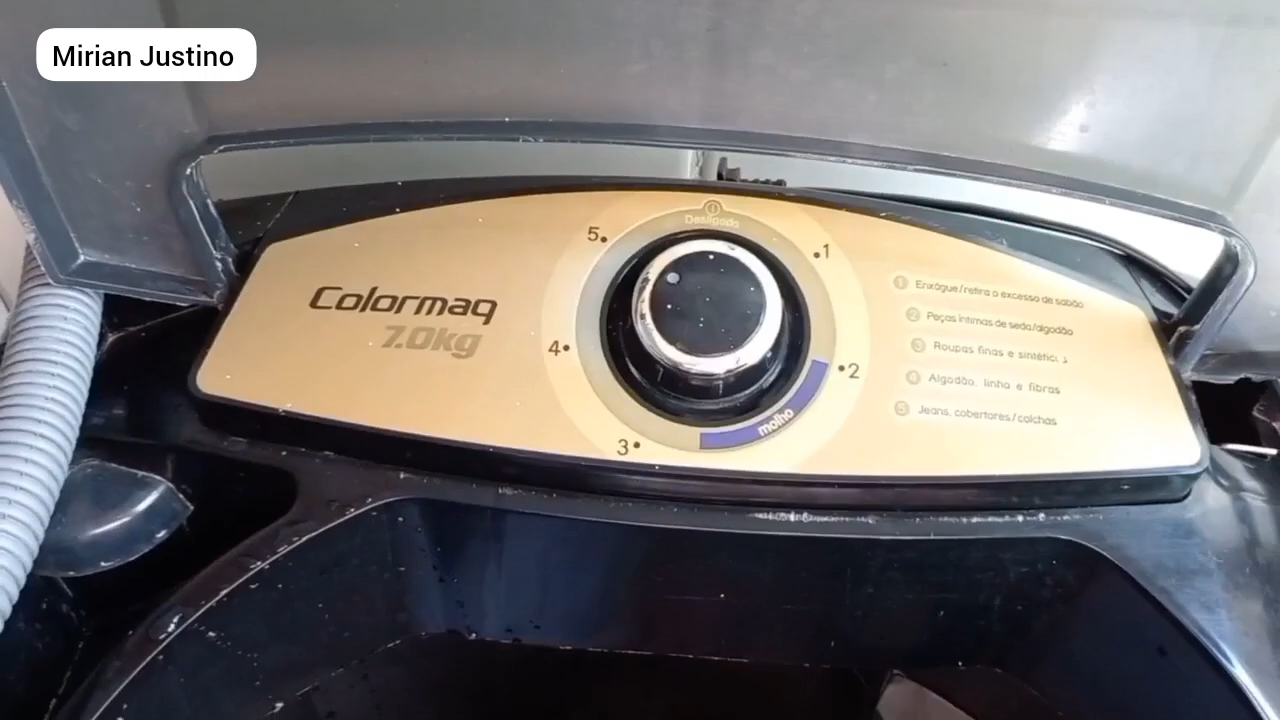 Mirian Justino
Colormaq
7.0kg
Desligado
5
1
4
2
3
molho
1 Enxágue/retira o excesso de sabão
2 Peças íntimas de seda/algodão
3 Roupas finas e
4 Algodão, linho e fibras
5 Jeans, cobertores/colchas